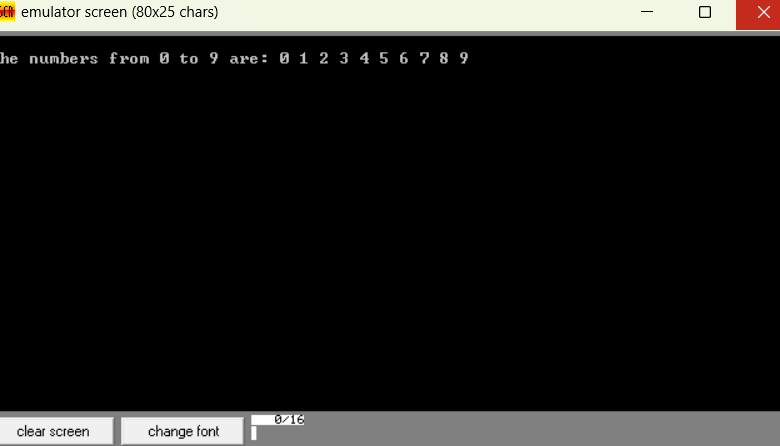 emulator screen (80x25 chars)
he numbers from 0 to 9 are: 0 1 2 3 4 5 6 7 8 9
0/16
clear screen change font